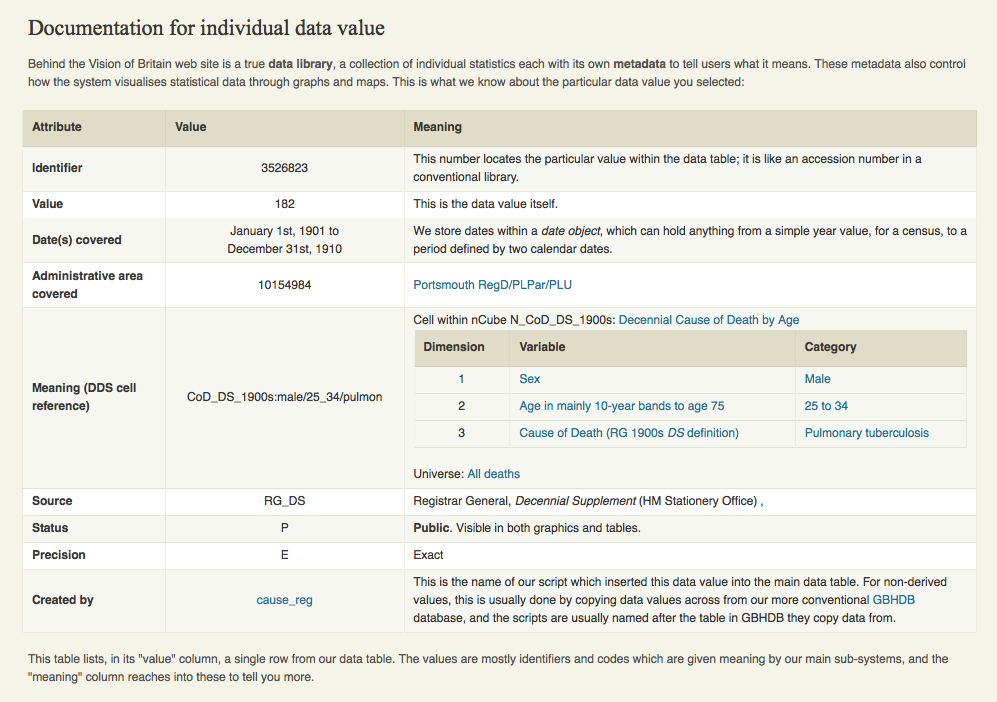 Documentation for individual data value
Behind the Vision of Britain web site is a true data library, a collection of individual statistics each with its own metadata to tell users what it means. These metadata also control
how the system visualises statistical data through graphs and maps. This is what we know about the particular data value you selected:
Attribute Value Meaning
Identifier 3526823 This number locates the particular value within the data table; it is like an accession number in a
conventional library.
Value 182 This is the data value itself.
Date(s) covered January 1st, 1901 to
December 31st, 1910 We store dates within a date object, which can hold anything from a simple year value, for a census, to a
period defined by two calendar dates.
Administrative area
covered 10154984 Portsmouth RegD/PLPar/PLU
Meaning (DDS cell
reference) CoD_DS_1900s:male/25_34/pulmon
Cell within nCube N_CoD_DS_1900s: Decennial Cause of Death by Age
Dimension Variable Category
1 Sex Male
2 Age in mainly 10-year bands to age 75 25 to 34
3 Cause of Death (RG 1900s DS definition) Pulmonary tuberculosis
Universe: All deaths
Source RG_DS Registrar General, Decennial Supplement (HM Stationery Office) ,
Status P Public. Visible in both graphics and tables.
Precision E Exact
Created by cause_reg This is the name of our script which inserted this data value into the main data table. For non-derived
values, this is usually done by copying data values across from our more conventional GBHDB
database, and the scripts are usually named after the table in GBHDB they copy data from.
This table lists, in its "value" column, a single row from our data table. The values are mostly identifiers and codes which are given meaning by our main sub-systems, and the
"meaning" column reaches into these to tell you more.